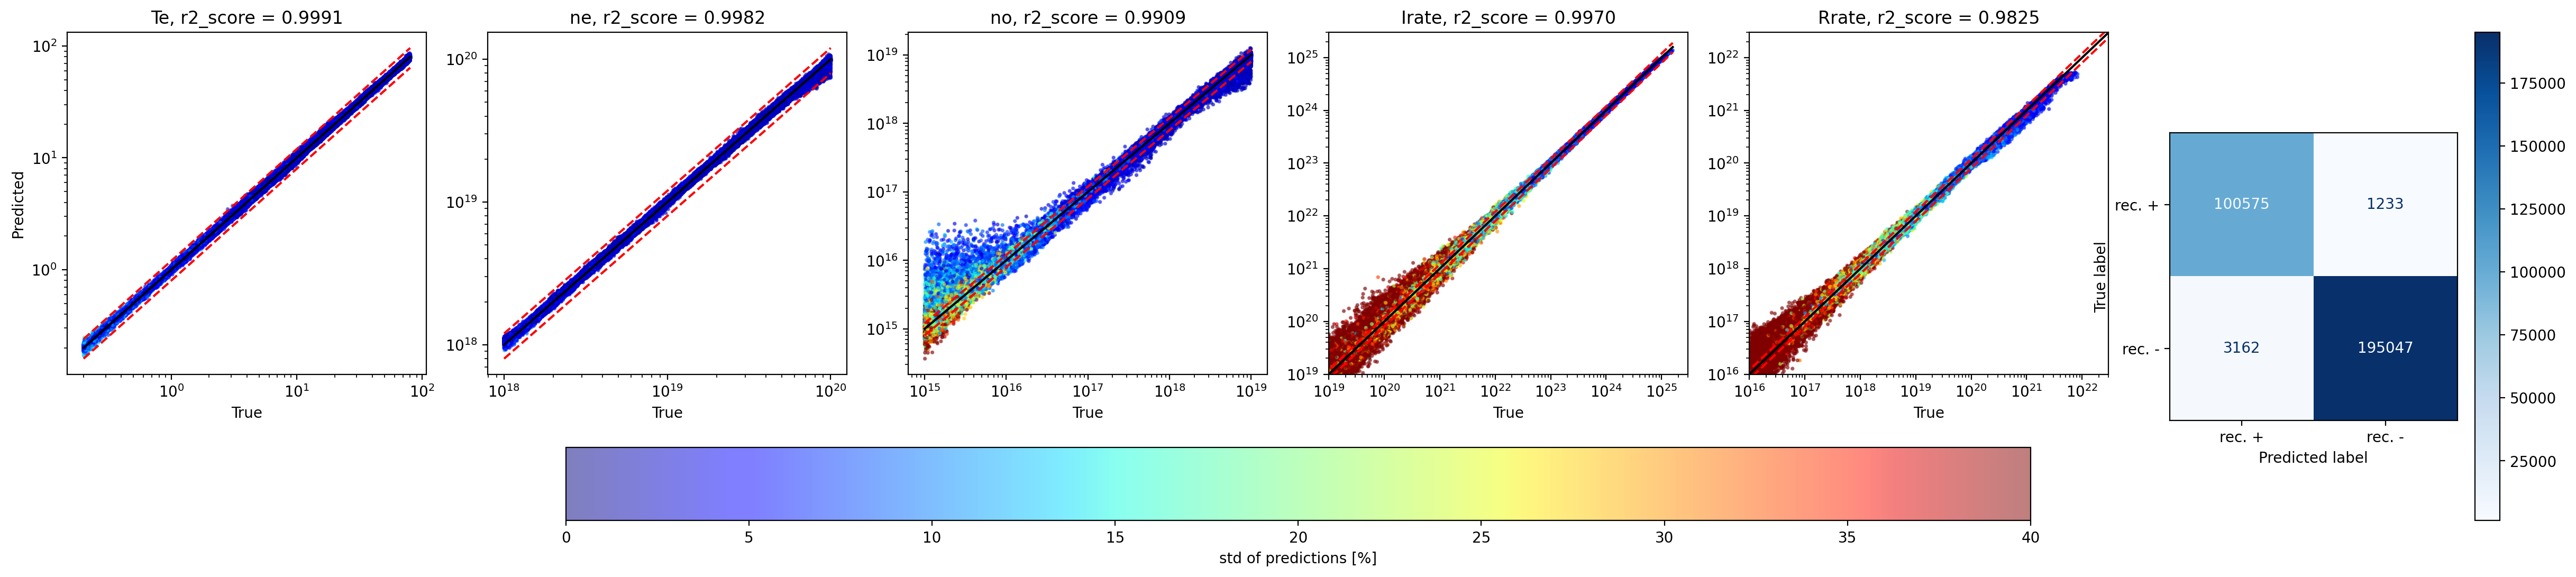 Te, r2_score = 0.9991
ne, r2_score = 0.9982
no, r2_score = 0.9909
Irate, r2_score = 0.9970
Rrate, r2_score = 0.9825
Predicted
10²
10¹
10⁰
10⁰ 10¹ 10²
True
10²⁰
10¹⁹
10¹⁸
10¹⁸ 10¹⁹ 10²⁰
True
10¹⁹
10¹⁸
10¹⁷
10¹⁶
10¹⁵
10¹⁵ 10¹⁶ 10¹⁷ 10¹⁸ 10¹⁹
True
10²⁵
10²⁴
10²³
10²²
10²¹
10²⁰
10¹⁹
10¹⁹ 10²⁰ 10²¹ 10²² 10²³ 10²⁴ 10²⁵
True
10²²
10²¹
10²⁰
10¹⁹
10¹⁸
10¹⁷
10¹⁶
10¹⁶ 10¹⁷ 10¹⁸ 10¹⁹ 10²⁰ 10²¹ 10²²
True
True label
rec. +
100575 1233
rec. -
3162 195047
rec. + rec. -
Predicted label
175000
150000
125000
100000
75000
50000
25000
0 5 10 15 20 25 30 35 40
std of predictions [%]